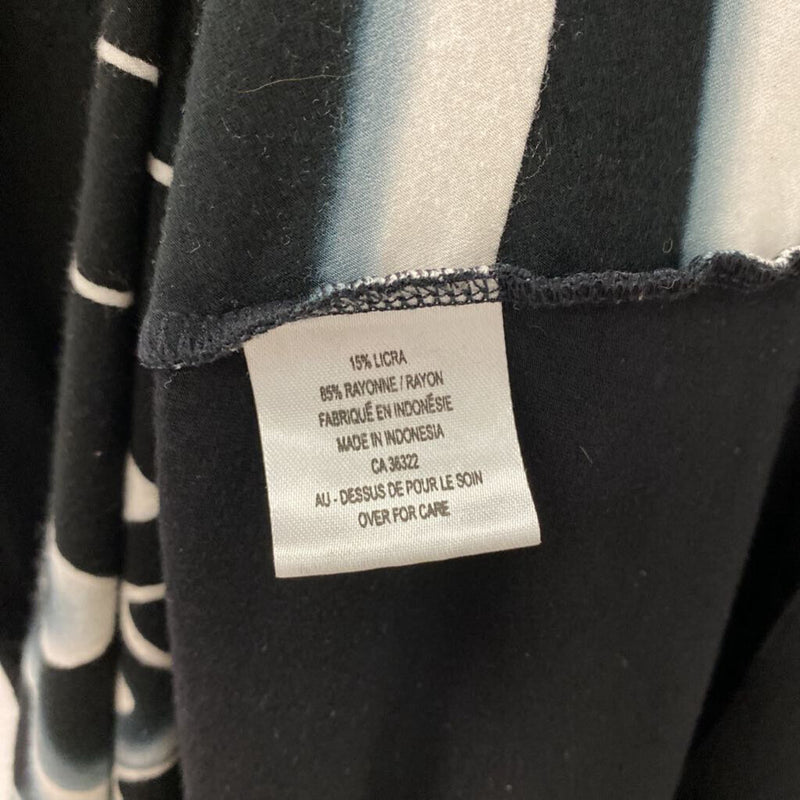 15% LICRA
85% RAYONNE / RAYON
FABRIQUÉ EN INDONÉSIE
MADE IN INDONESIA
CA 36322
AU - DESSUS DE POUR LE SOIN
OVER FOR CARE